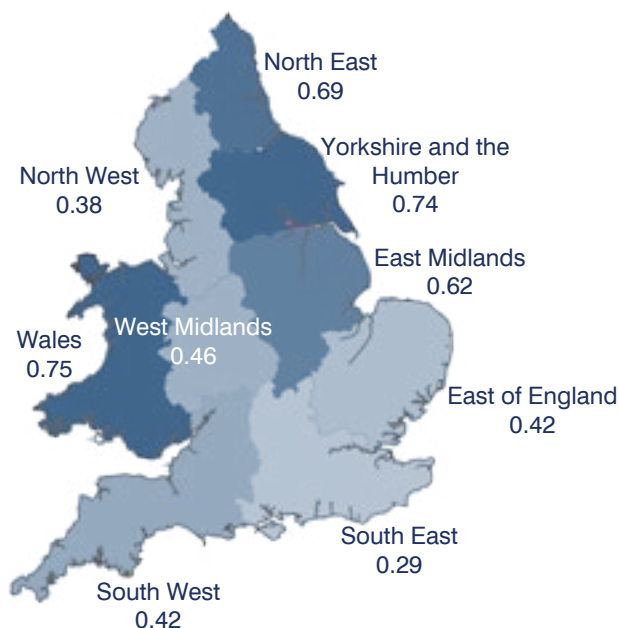 North East
0.69
Yorkshire and the
Humber
0.74
North West
0.38
East Midlands
0.62
West Midlands
0.46
Wales
0.75
East of England
0.42
South East
0.29
South West
0.42